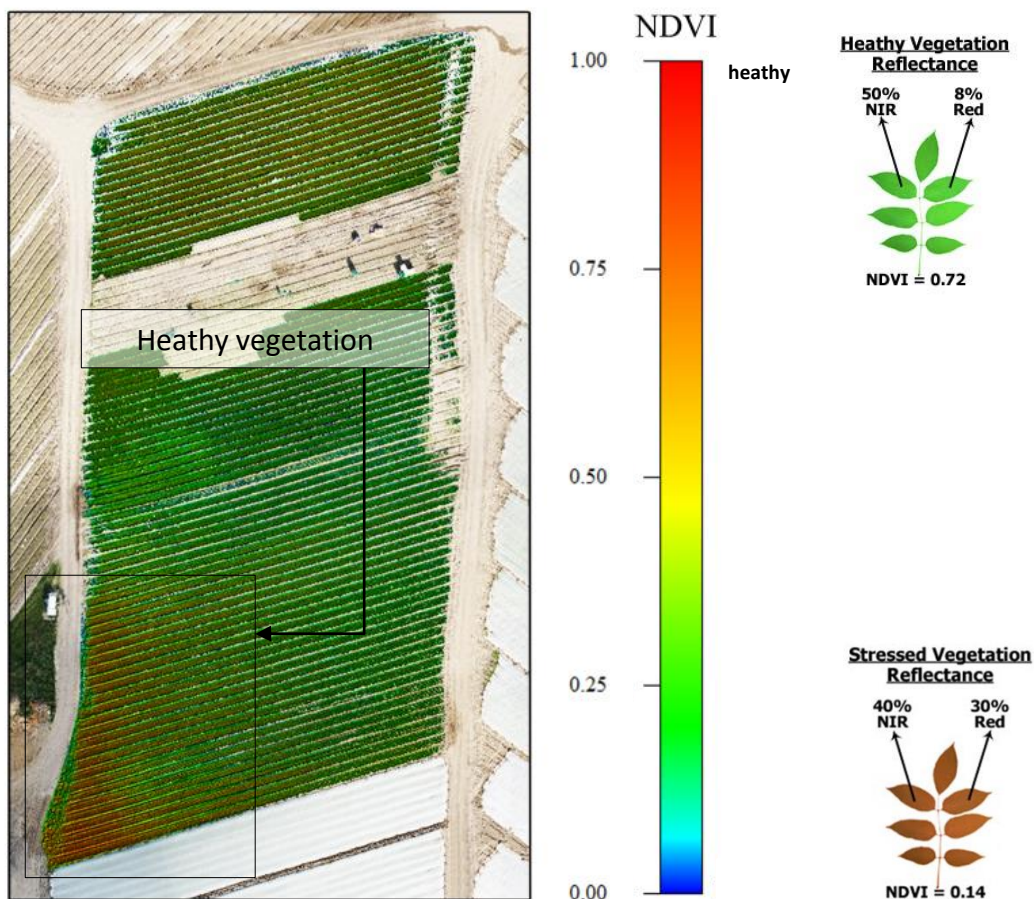 NDVI
1.00
heathy
0.75
0.50
0.25
0.00
Heathy vegetation
Heathy Vegetation
Reflectance
50%
NIR
8%
Red
NDVI = 0.72
Stressed Vegetation
Reflectance
40%
NIR
30%
Red
NDVI = 0.14